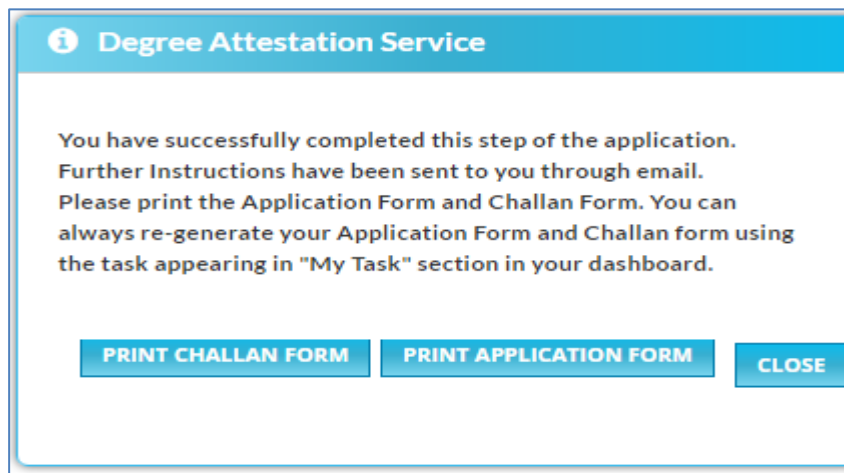 Degree Attestation Service
You have successfully completed this step of the application.
Further Instructions have been sent to you through email.
Please print the Application Form and Challan Form. You can
always re-generate your Application Form and Challan form using
the task appearing in "My Task" section in your dashboard.
PRINT CHALLAN FORM PRINT APPLICATION FORM CLOSE